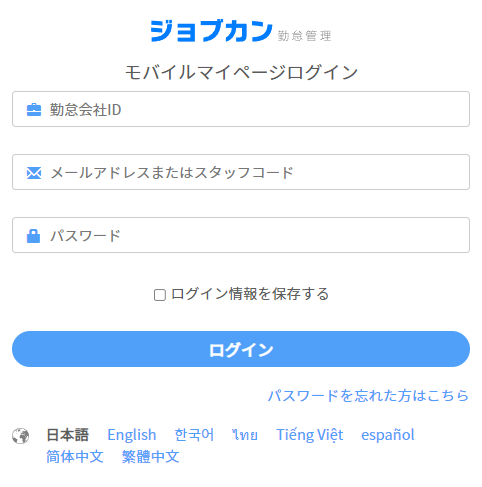 ジョブカン 勤怠管理
モバイルマイページログイン
勤怠会社ID
メールアドレスまたはスタッフコード
パスワード
ログイン情報を保存する
ログイン
パスワードを忘れた方はこちら
日本語 English 한국어 ไทย Tiếng Việt español
简体中文 繁體中文